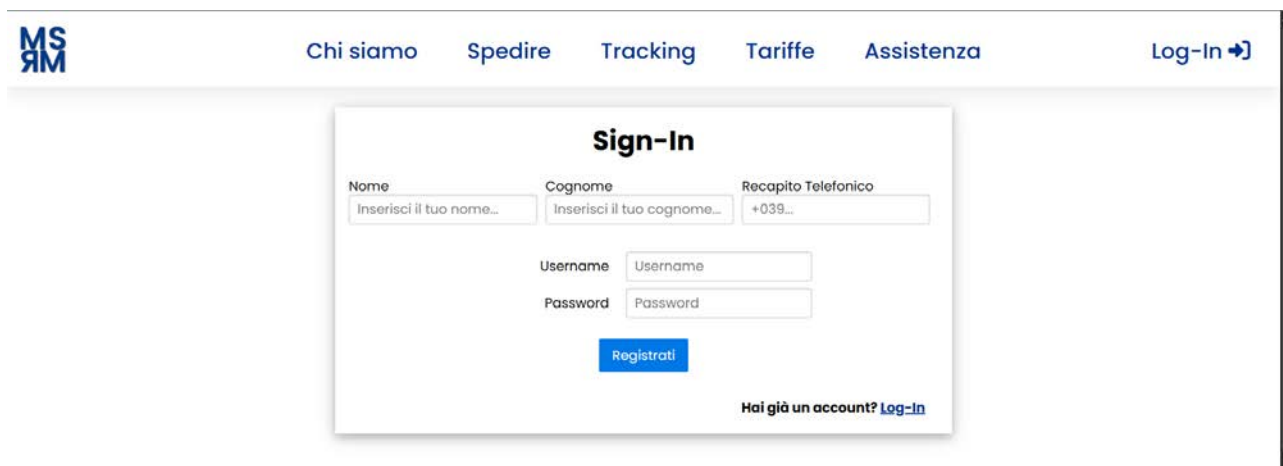 MS
ЯM
Chi siamo Spedire Tracking Tariffe Assistenza Log-In
Sign-In
Nome Cognome Recapito Telefonico
Inserisci il tuo nome... Inserisci il tuo cognome... +039...
Username Username
Password Password
Registrati
Hai già un account? Log-In